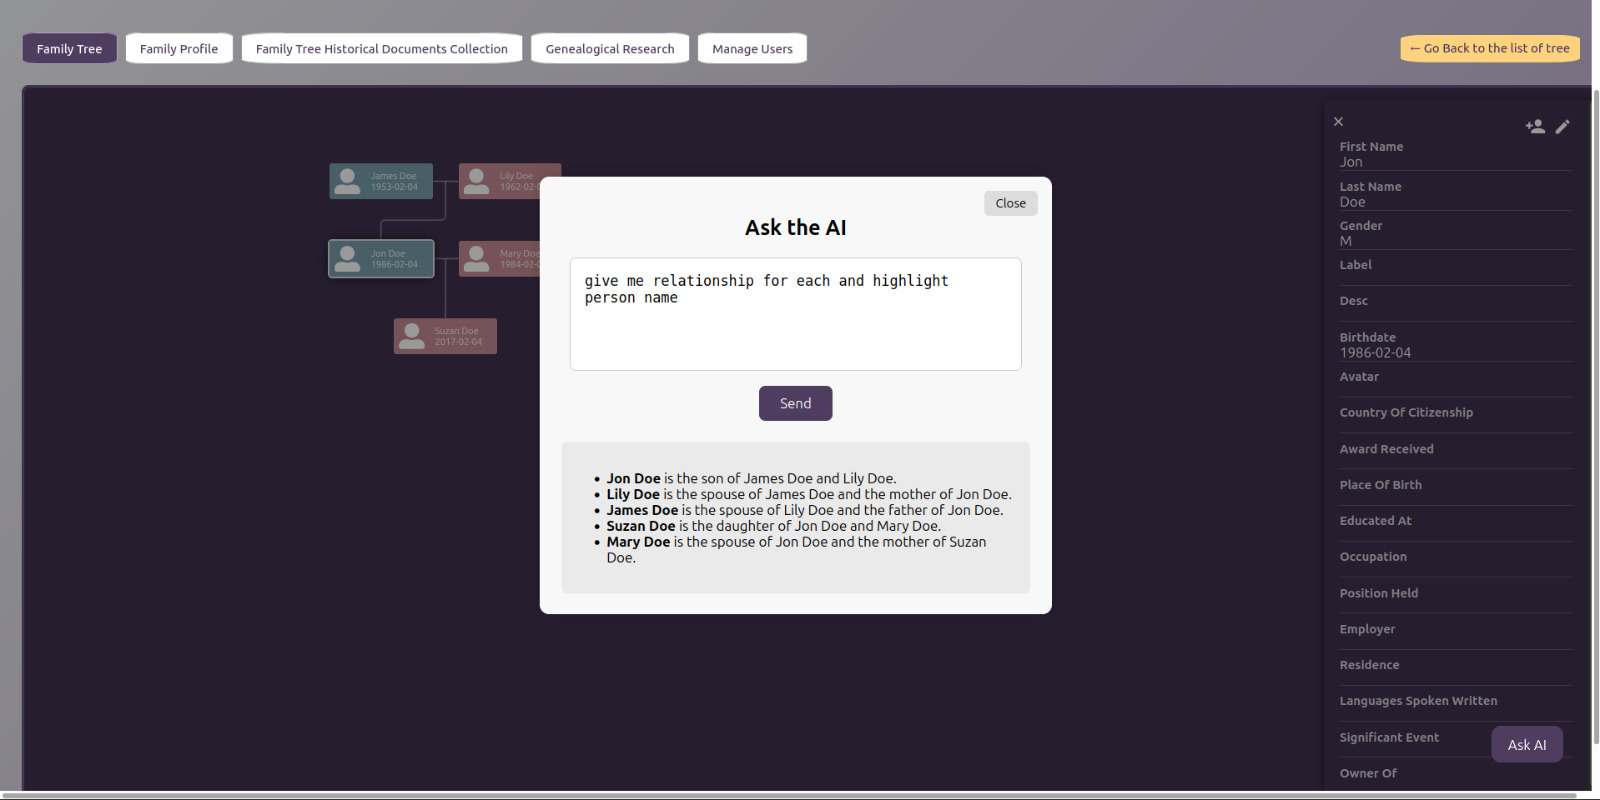 Family Tree
Family Profile
Family Tree Historical Documents Collection
Genealogical Research
Manage Users
← Go Back to the list of tree
James Doe
1953-02-04
Lily Doe
1962-02-
Jon Doe
1986-02-04
Mary Doe
1984-02-
Suzan Doe
2017-02-04
Close
Ask the AI
give me relationship for each and highlight
person name
Send
• Jon Doe is the son of James Doe and Lily Doe.
• Lily Doe is the spouse of James Doe and the mother of Jon Doe.
• James Doe is the spouse of Lily Doe and the father of Jon Doe.
• Suzan Doe is the daughter of Jon Doe and Mary Doe.
• Mary Doe is the spouse of Jon Doe and the mother of Suzan
Doe.
First Name
Jon
Last Name
Doe
Gender
M
Label
Desc
Birthdate
1986-02-04
Avatar
Country Of Citizenship
Award Received
Place Of Birth
Educated At
Occupation
Position Held
Employer
Residence
Languages Spoken Written
Significant Event
Ask AI
Owner Of